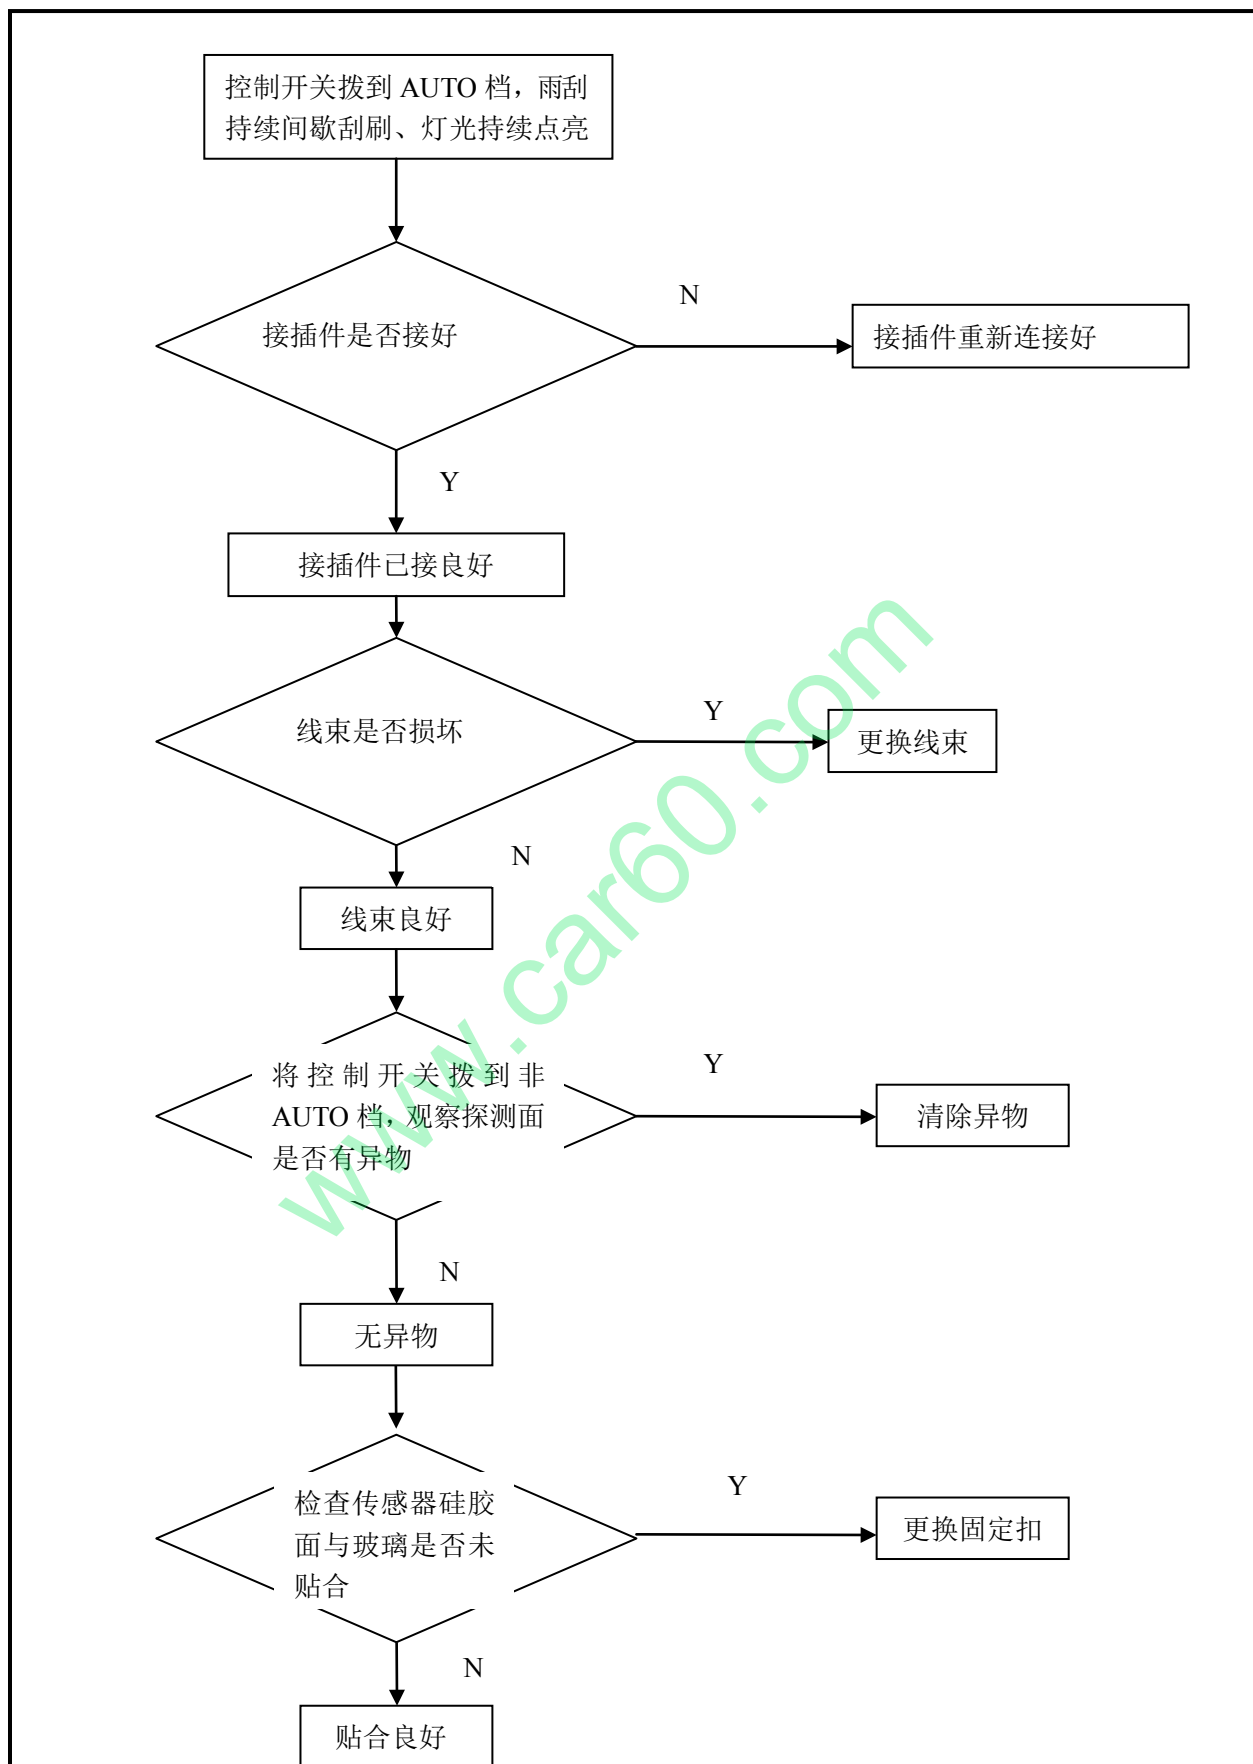 控制开关拨到 AUTO 档，雨刮
持续间歇刮刷、灯光持续点亮
N
接插件是否接好
接插件重新连接好
Y
接插件已接良好
Y
线束是否损坏
更换线束
N
线束良好
将控制开关拨到非
AUTO 档，观察探测面
是否有异物
Y
清除异物
N
无异物
检查传感器硅胶
面与玻璃是否未
贴合
Y
更换固定扣
N
贴合良好
www.car60.com